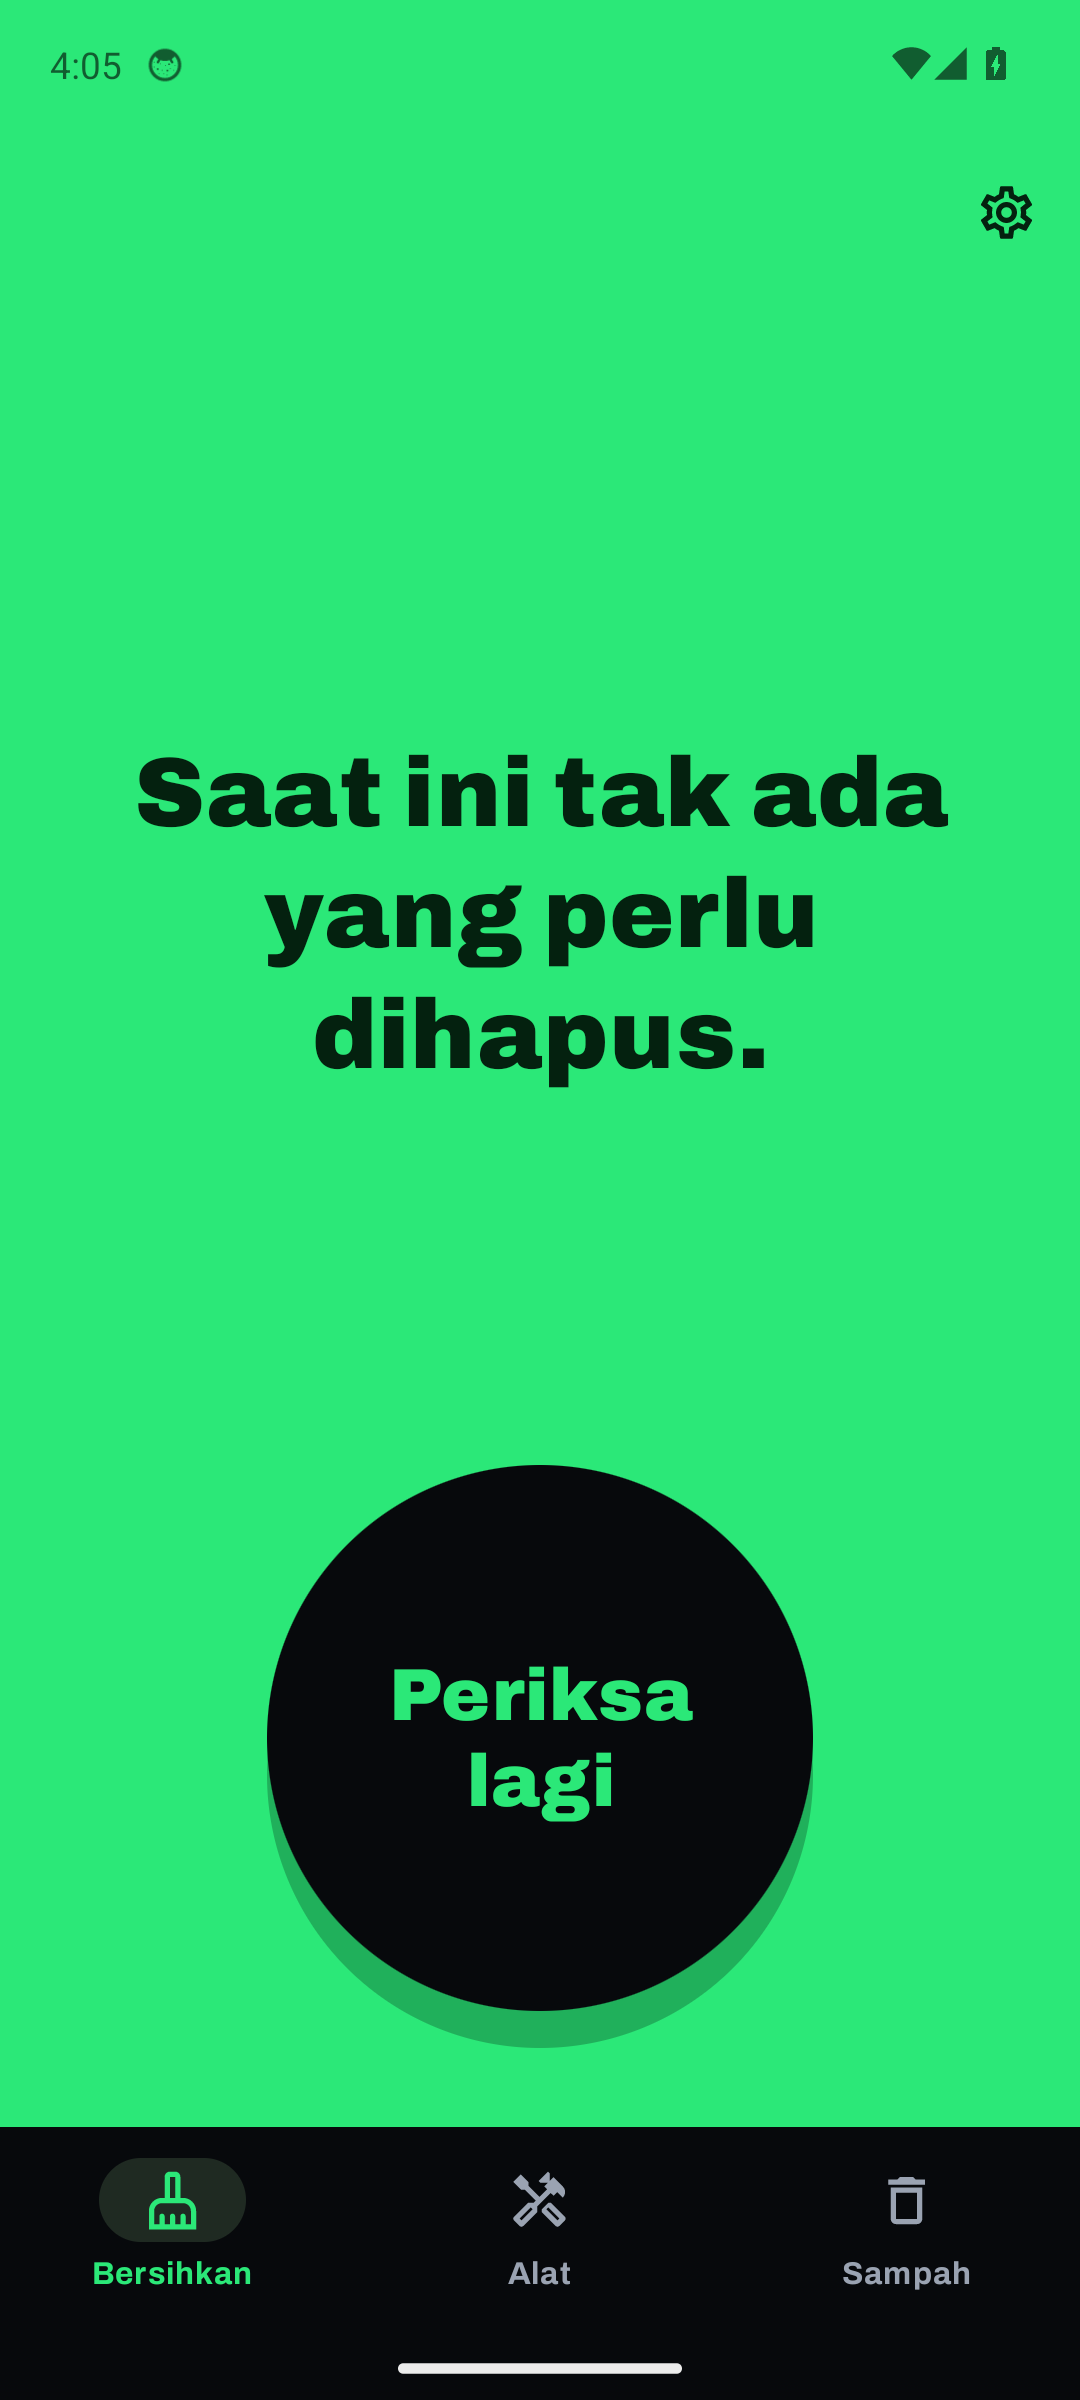 4:05
Saat ini tak ada
yang perlu
dihapus.
Periksa
lagi
Bersihkan
Alat
Sampah